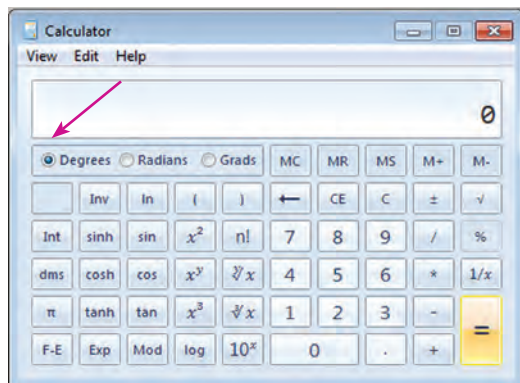 Calculator
View Edit Help
0
Degrees Radians Grads MC MR MS M+ M-
Inv ln ( ) ← CE C ± √
Int sinh sin x² n! 7 8 9 / %
dms cosh cos xʸ ʸ√x 4 5 6 * 1/x
π tanh tan x³ ³√x 1 2 3 - =
F-E Exp Mod log 10ˣ 0 . +